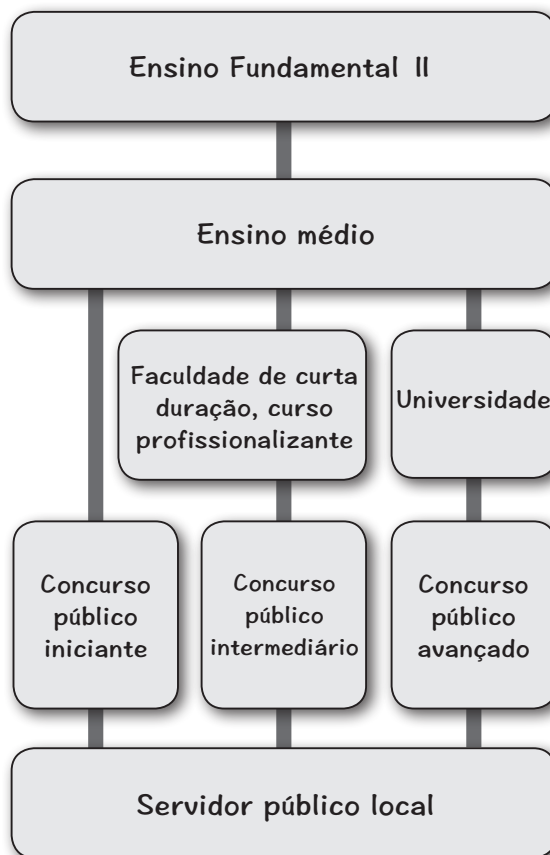 Ensino Fundamental II
Ensino médio
Faculdade de curta
duração, curso
profissionalizante
Universidade
Concurso
público
iniciante
Concurso
público
intermediário
Concurso
público
avançado
Servidor público local